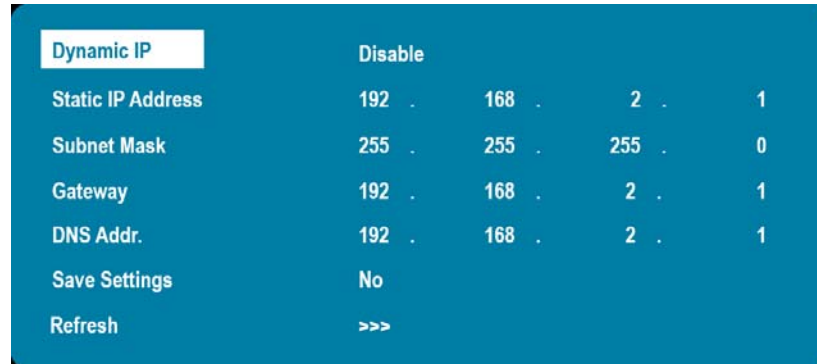 Dynamic IP Disable
Static IP Address 192 . 168 . 2 . 1
Subnet Mask 255 . 255 . 255 . 0
Gateway 192 . 168 . 2 . 1
DNS Addr. 192 . 168 . 2 . 1
Save Settings No
Refresh >>>